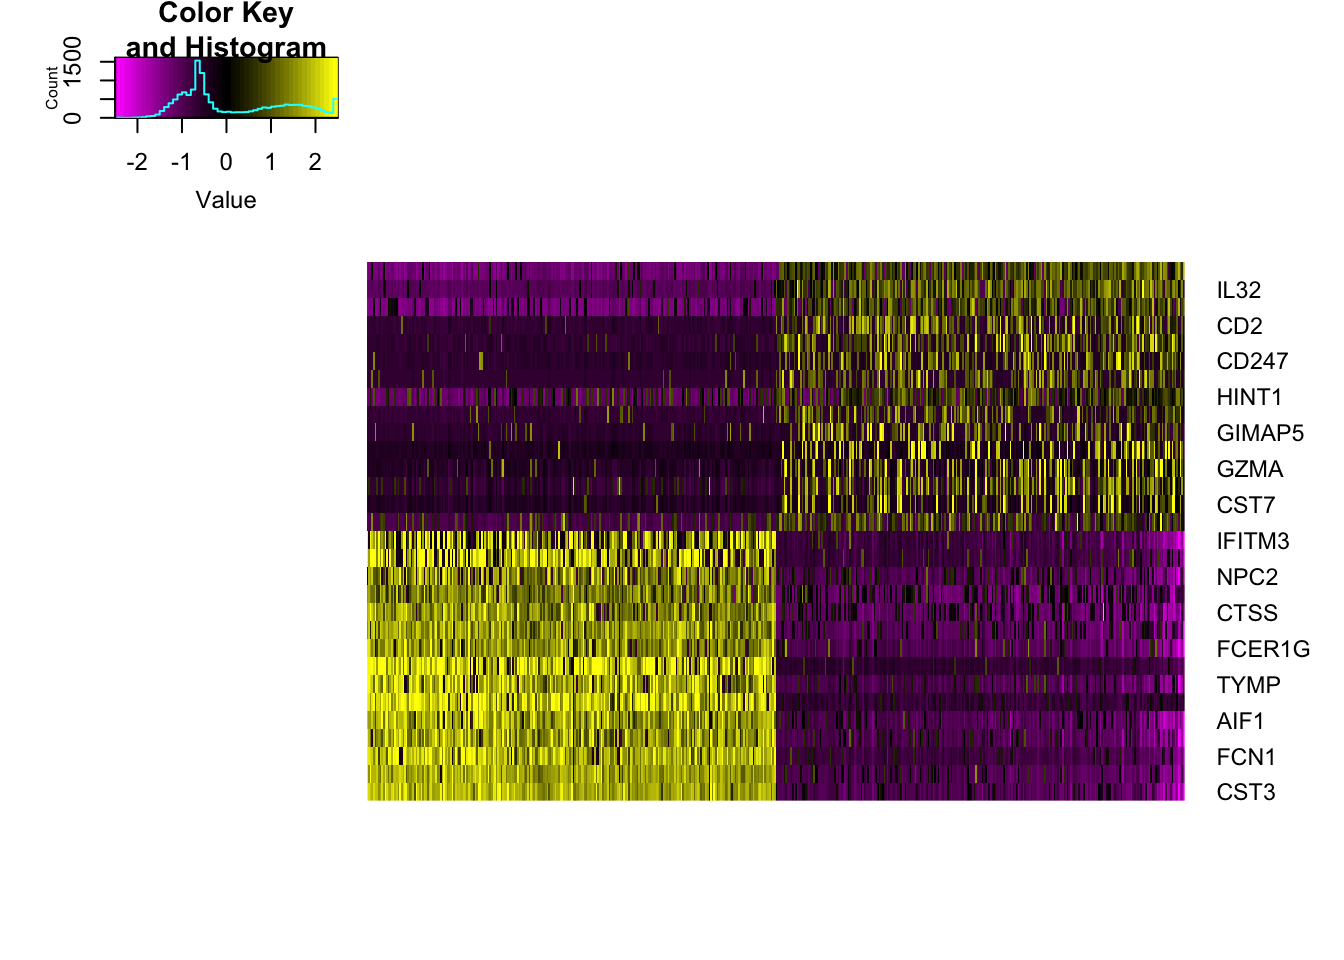 Color Key
and Histogram
Count
0 1500
-2 -1 0 1 2
Value
IL32
CD2
CD247
HINT1
GIMAP5
GZMA
CST7
IFITM3
NPC2
CTSS
FCER1G
TYMP
AIF1
FCN1
CST3